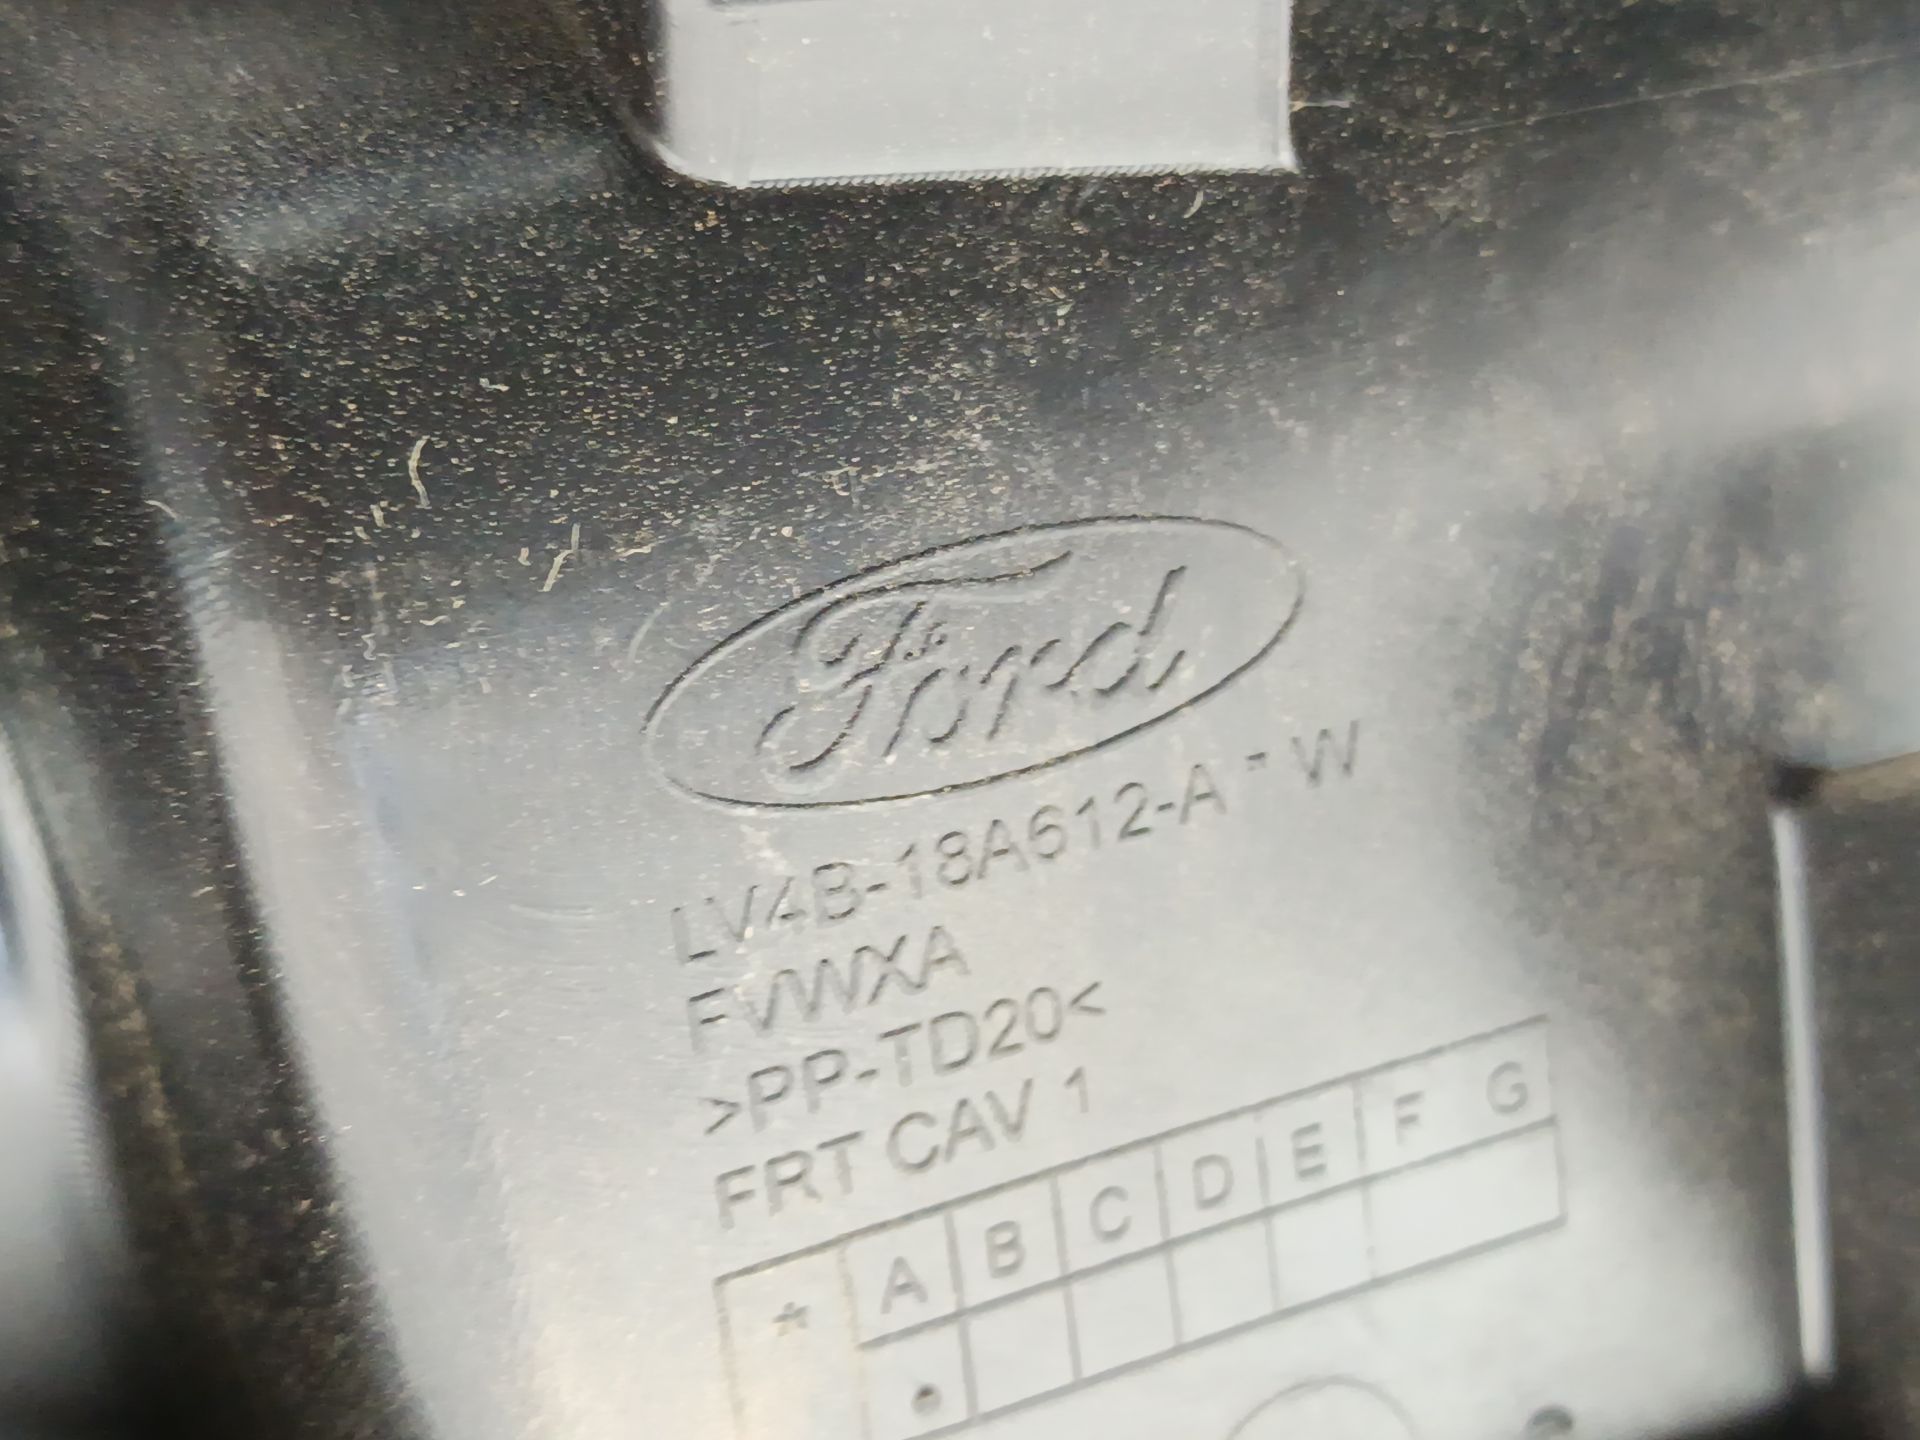 Ford
LV4B-18A612-A*W
FVWXA
>PP-TD20<
FRT CAV 1
* A B C D E F G